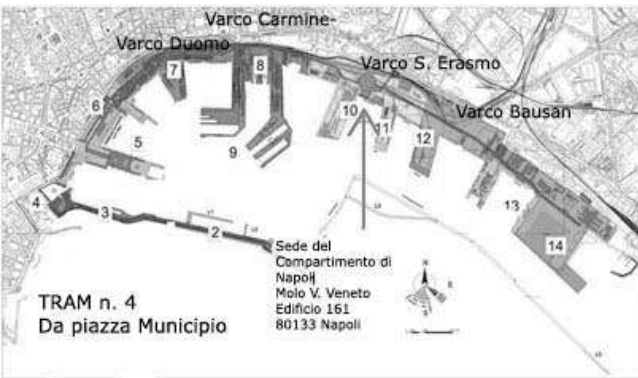 Varco Carmine-
Varco Duomo
Varco S. Erasmo
Varco Bausan
7
8
6
10
11
12
5
9
4
3
2
13
14
Sede del
Compartimento di
Napoli
Molo V. Veneto
Edificio 161
80133 Napoli
TRAM n. 4
Da piazza Municipio